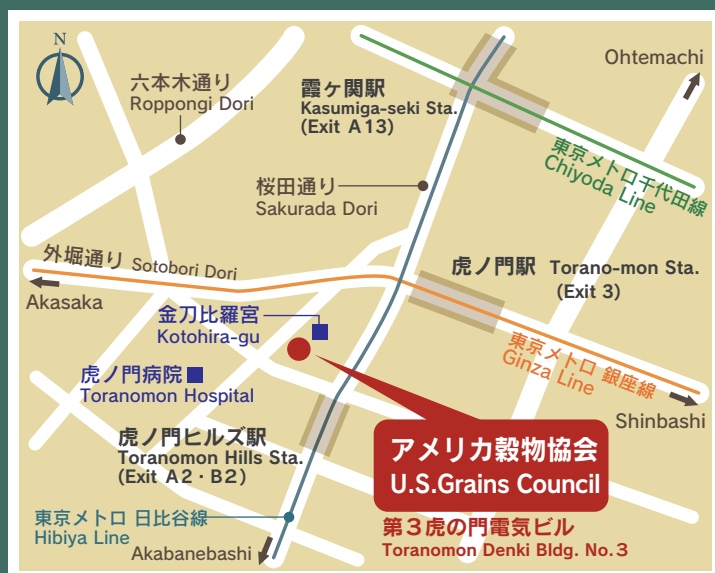 N
Ohtemachi
六本木通り
Roppongi Dori
霞ヶ関駅
Kasumiga-seki Sta.
(Exit A13)
東京メトロ千代田線
Chiyoda Line
桜田通り
Sakurada Dori
外堀通り Sotobori Dori
虎ノ門駅 Torano-mon Sta.
(Exit 3)
Akasaka
金刀比羅宮
Kotohira-gu
東京メトロ 銀座線
Ginza Line
虎ノ門病院
Toranomon Hospital
Shinbashi
アメリカ穀物協会
U.S.Grains Council
虎ノ門ヒルズ駅
Toranomon Hills Sta.
(Exit A2・B2)
第3虎の門電気ビル
Toranomon Denki Bldg. No.3
東京メトロ 日比谷線
Hibiya Line
Akabanebashi